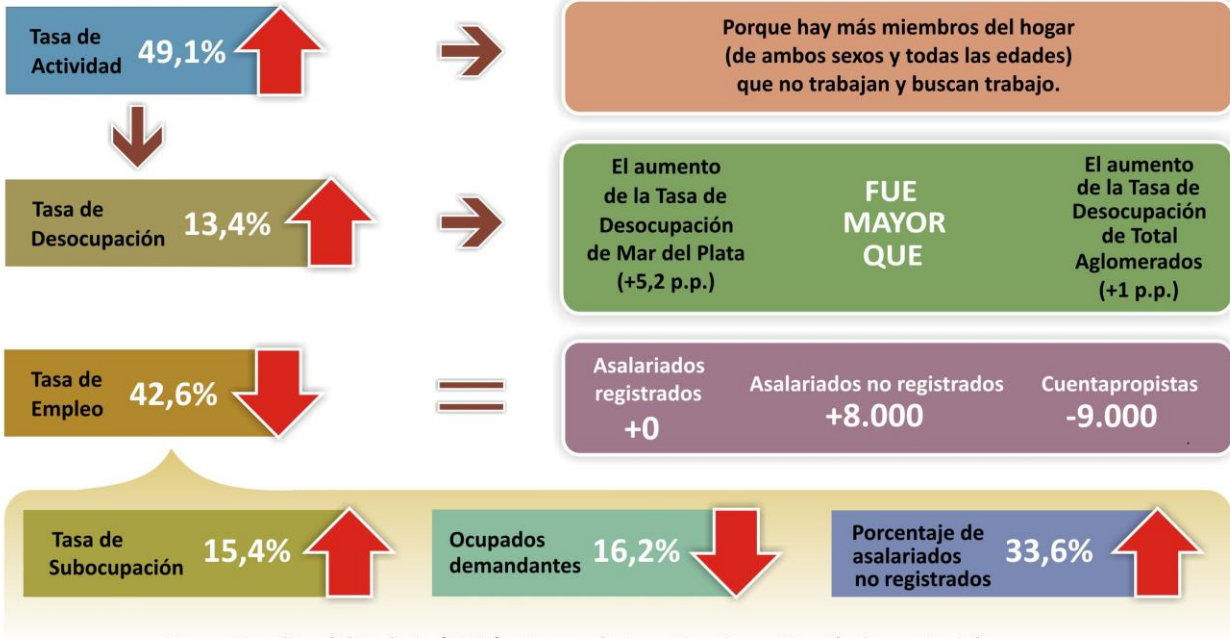 Tasa de
Actividad
49,1%
Porque hay más miembros del hogar
(de ambos sexos y todas las edades)
que no trabajan y buscan trabajo.
Tasa de
Desocupación
13,4%
El aumento
de la Tasa de
Desocupación
de Mar del Plata
(+5,2 p.p.)
FUE
MAYOR
QUE
El aumento
de la Tasa de
Desocupación
de Total
Aglomerados
(+1 p.p.)
Tasa de
Empleo
42,6%
Asalariados
registrados
+0
Asalariados no registrados
+8.000
Cuentapropistas
-9.000
Tasa de
Subocupación
15,4%
Ocupados
demandantes
16,2%
Porcentaje de
asalariados
no registrados
33,6%